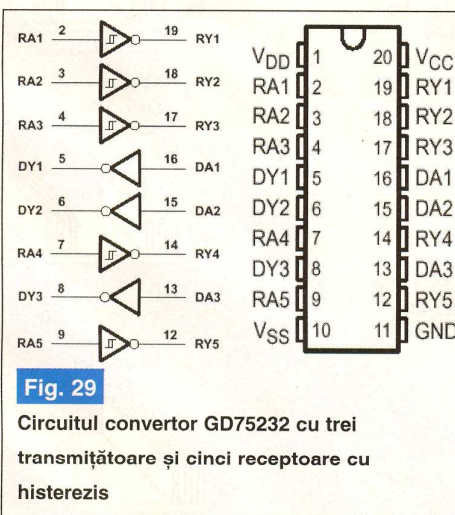 RA1 2 19 RY1
RA2 3 18 RY2
RA3 4 17 RY3
DY1 5 16 DA1
DY2 6 15 DA2
RA4 7 14 RY4
DY3 8 13 DA3
RA5 9 12 RY5
VDD 1 20 VCC
RA1 2 19 RY1
RA2 3 18 RY2
RA3 4 17 RY3
DY1 5 16 DA1
DY2 6 15 DA2
RA4 7 14 RY4
DY3 8 13 DA3
RA5 9 12 RY5
VSS 10 11 GND
Fig. 29
Circuitul convertor GD75232 cu trei
transmițătoare și cinci receptoare cu
histerezis